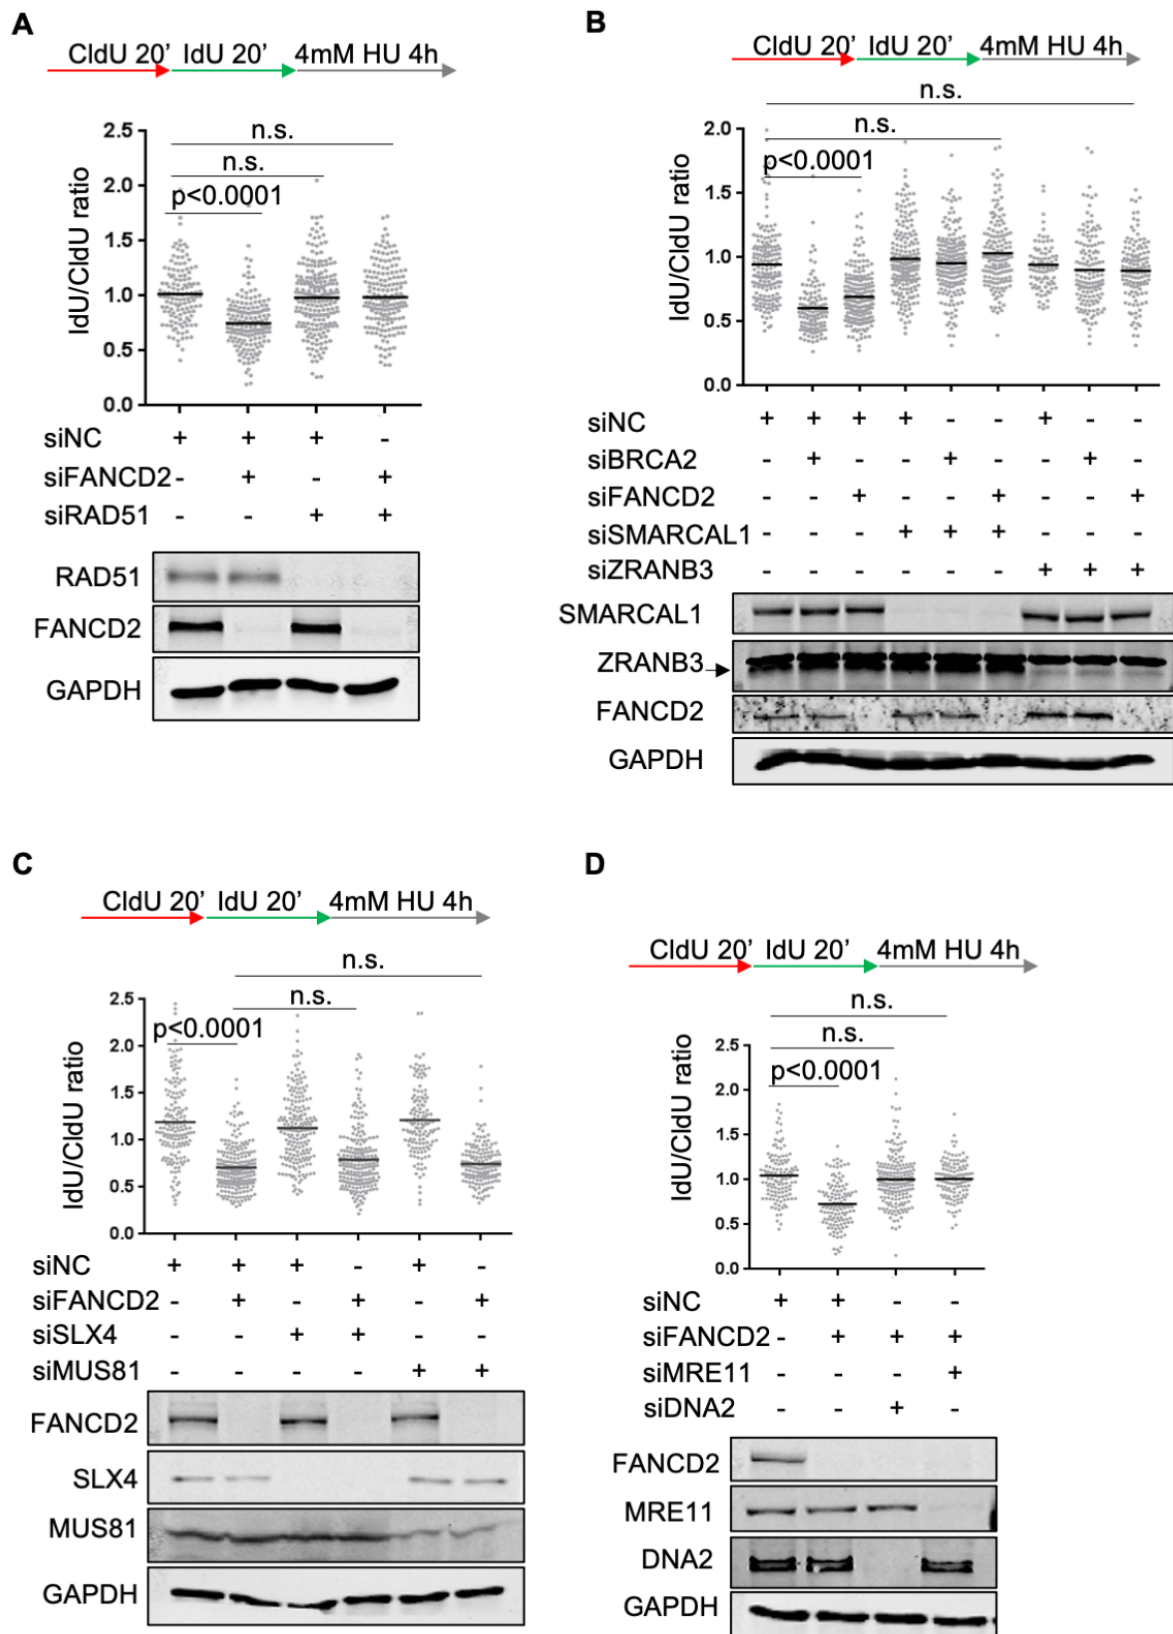 A
CldU 20' IdU 20' 4mM HU 4h
n.s.
n.s.
p<0.0001
IdU/CldU ratio
2.5
2.0
1.5
1.0
0.5
0.0
siNC + + + -
siFANCD2 - + - +
siRAD51 - - + +
RAD51
FANCD2
GAPDH
B
CldU 20' IdU 20' 4mM HU 4h
n.s.
n.s.
p<0.0001
IdU/CldU ratio
2.0
1.5
1.0
0.5
0.0
siNC + + + + - - + - -
siBRCA2 - + - - + - - + -
siFANCD2 - - + - - + - - +
siSMARCAL1 - - - + + + - - -
siZRANB3 - - - - - - + + +
SMARCAL1
ZRANB3
FANCD2
GAPDH
C
CldU 20' IdU 20' 4mM HU 4h
n.s.
n.s.
p<0.0001
IdU/CldU ratio
2.5
2.0
1.5
1.0
0.5
0.0
siNC + + + - + -
siFANCD2 - + - + - +
siSLX4 - - + + - -
siMUS81 - - - - + +
FANCD2
SLX4
MUS81
GAPDH
D
CldU 20' IdU 20' 4mM HU 4h
n.s.
n.s.
p<0.0001
IdU/CldU ratio
2.5
2.0
1.5
1.0
0.5
0.0
siNC + + - -
siFANCD2 - + + +
siMRE11 - - - +
siDNA2 - - + -
FANCD2
MRE11
DNA2
GAPDH